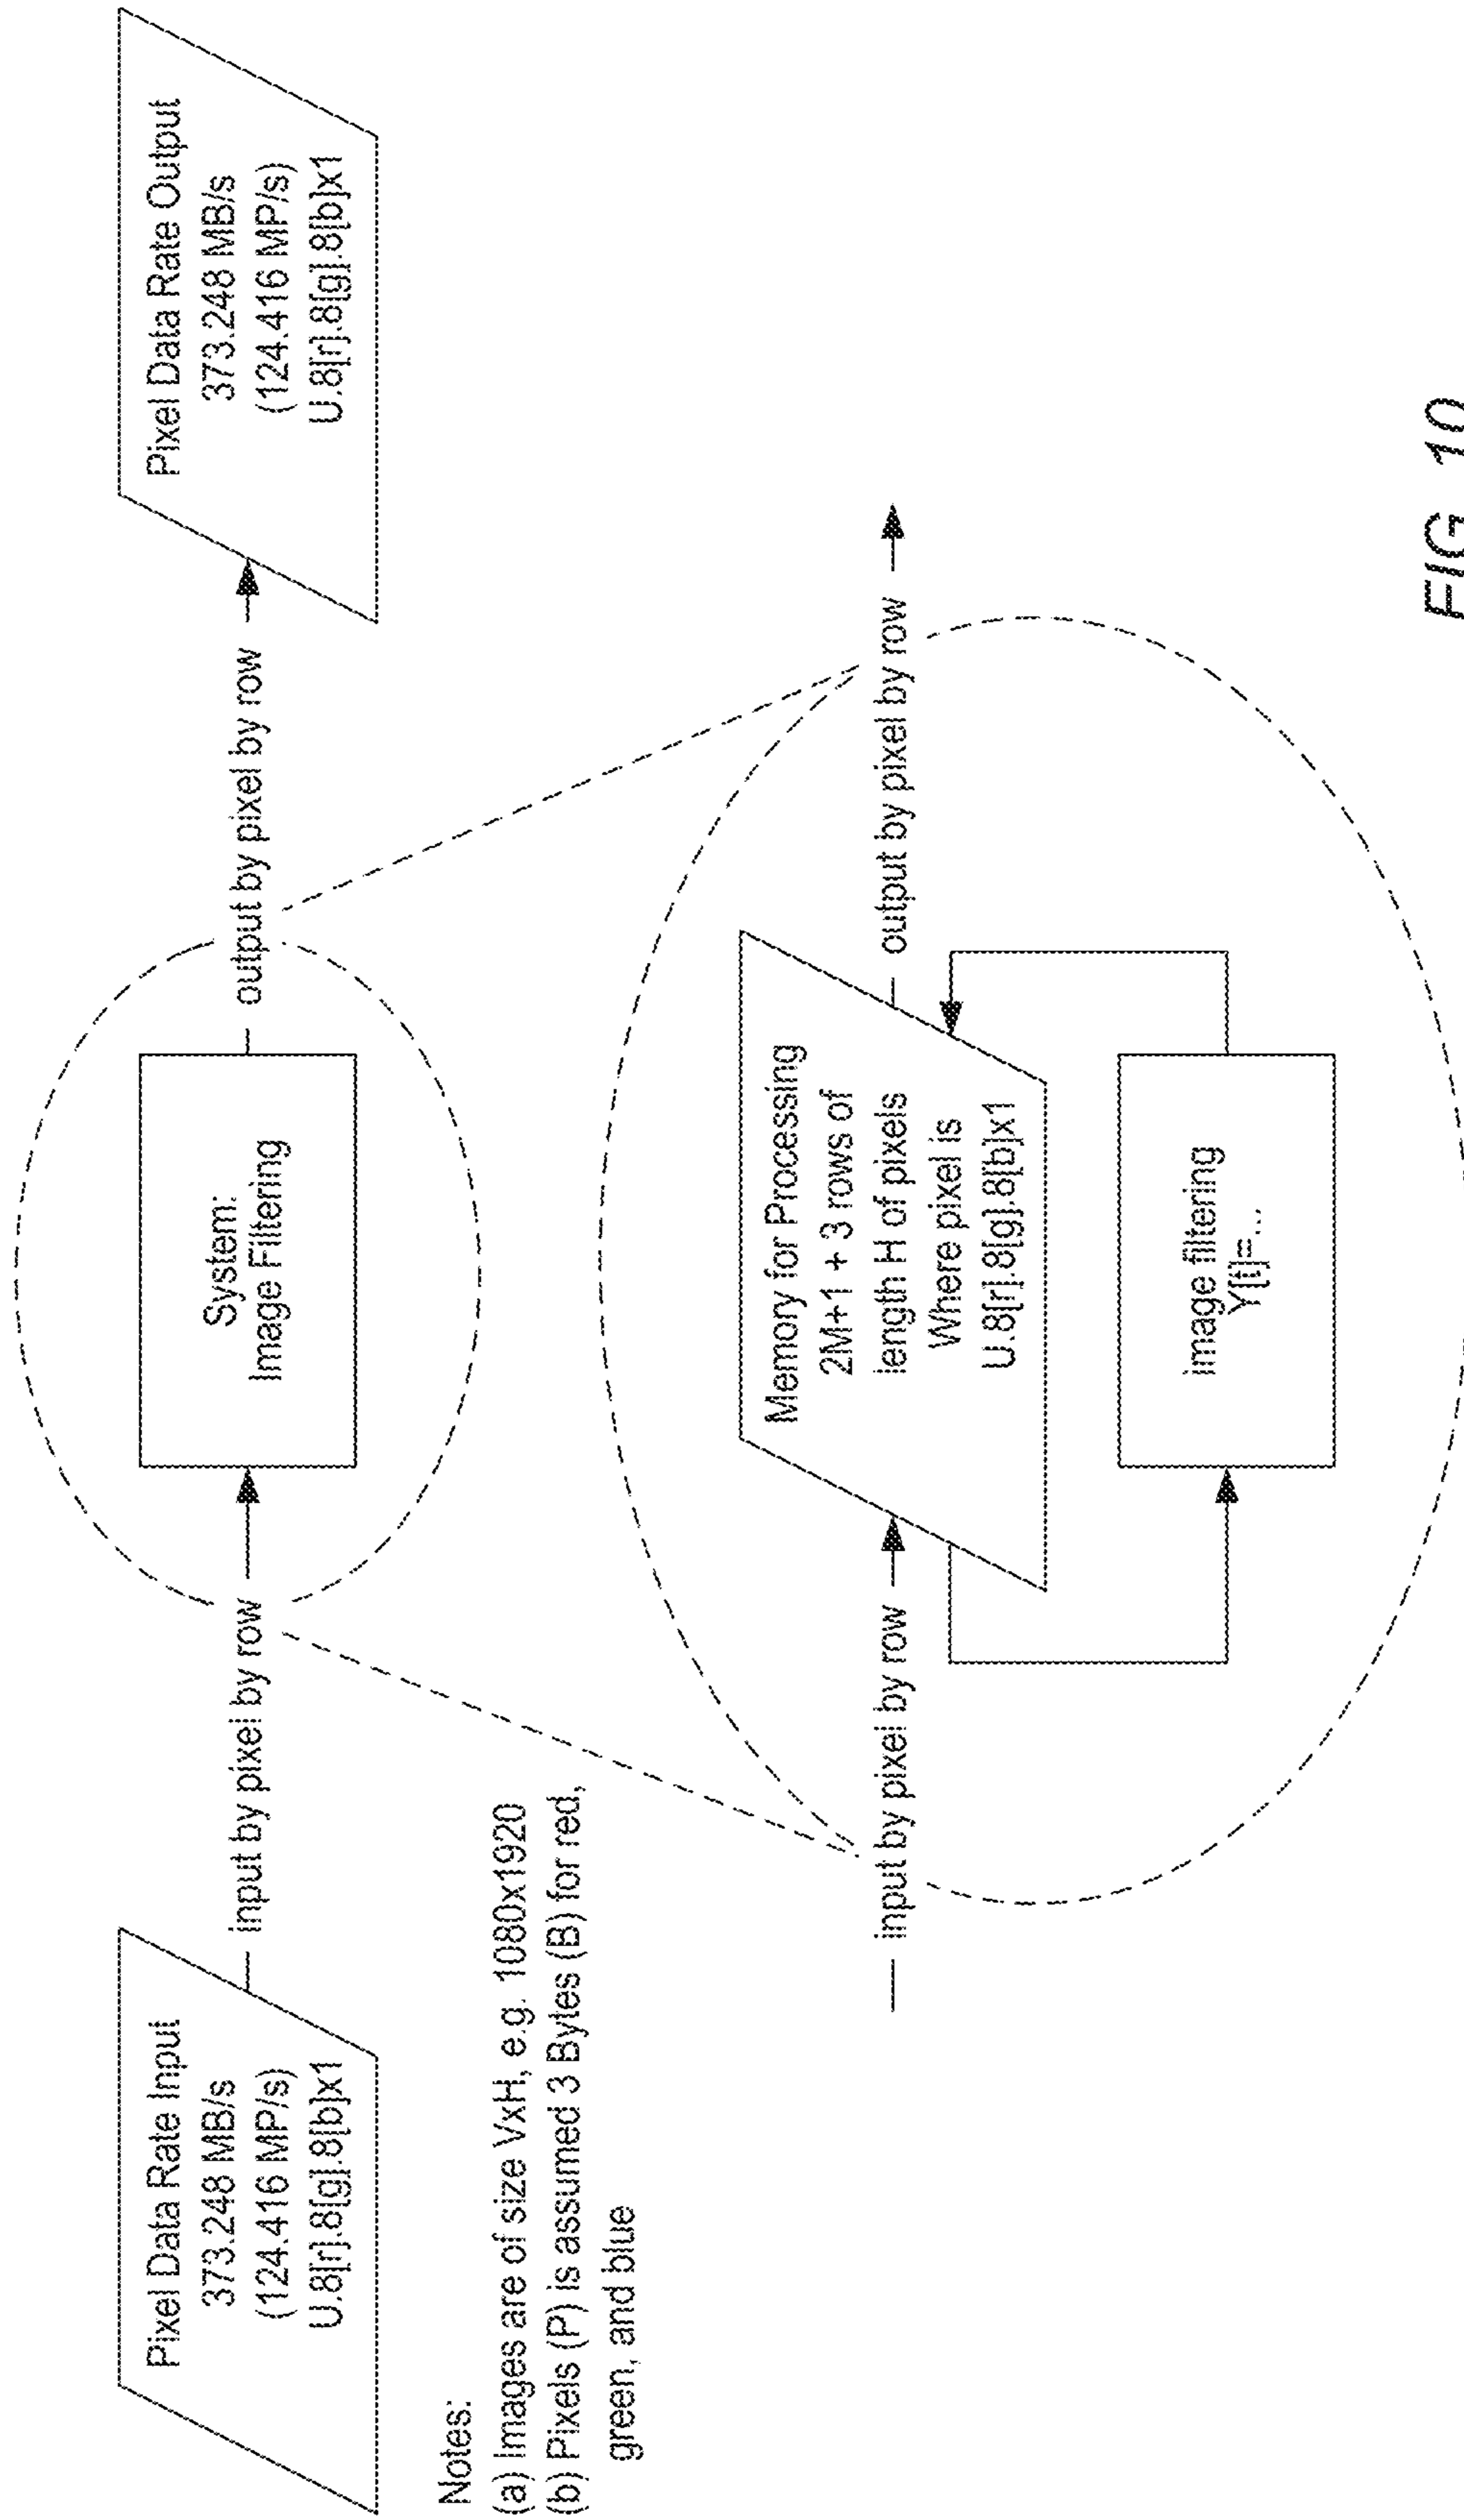 Pixel Data Rate Input
373.248 MB/s
(124.416 MP/s)
U.8[r].8[g].8[b]x1
input by pixel by row
System:
Image Filtering
output by pixel by row
Pixel Data Rate Output
373.248 MB/s
(124.416 MP/s)
U.8[r].8[g].8[b]x1
Notes:
(a) Images are of size VxH, e.g. 1080x1920
(b) Pixels (P) is assumed 3 Bytes (B) for red,
green, and blue
input by pixel by row
Memory for Processing
2M+1 + 3 rows of
length H of pixels
Where pixel is
U.8[r].8[g].8[b]x1
output by pixel by row
Image filtering
Y[t]=...
FIG. 10